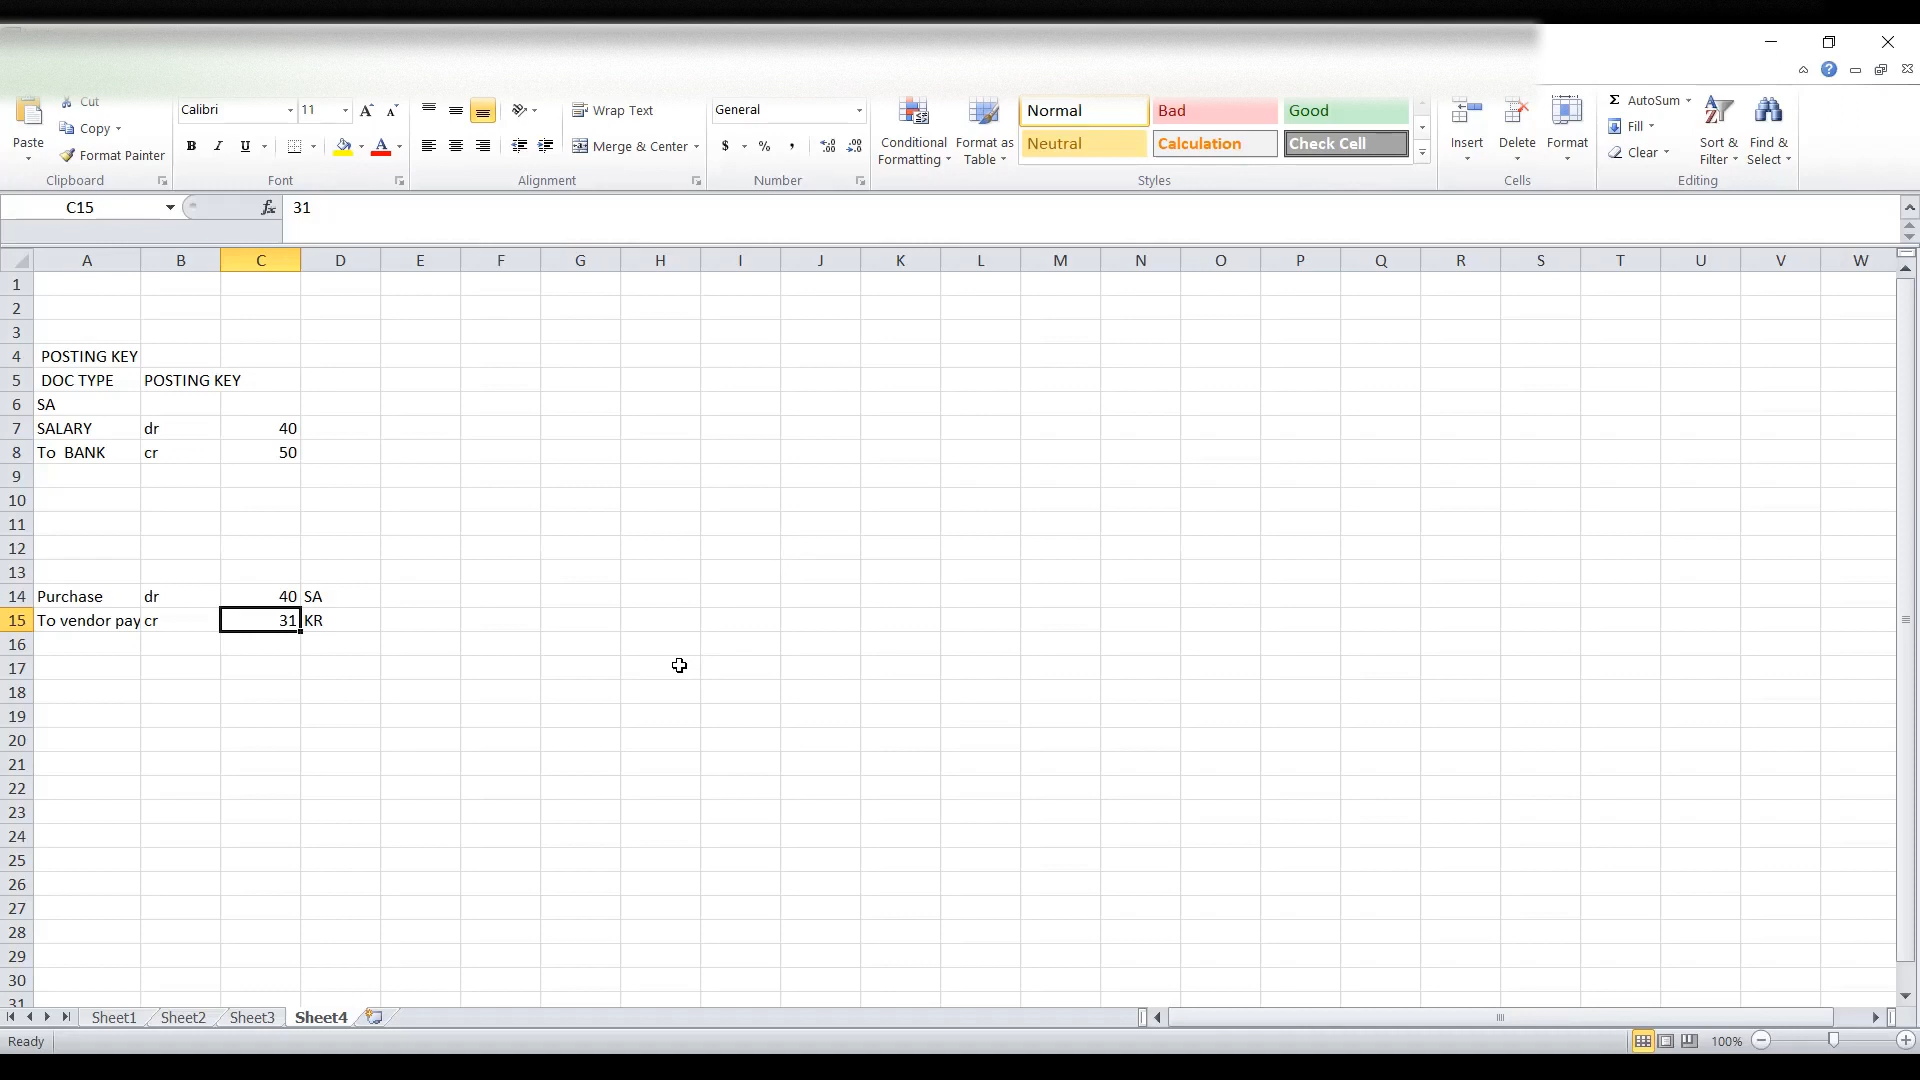 Cut
Calibri 11 Wrap Text General Normal Bad Good AutoSum
Copy
Paste Conditional Format as Insert Delete Format Fill Sort & Find &
Format Painter B I U Merge & Center $ % , Formatting Table Neutral Calculation Check Cell Clear Filter Select
Clipboard Font Alignment Number Styles Cells Editing
C15 fx 31
A B C D E F G H I J K L M N O P Q R S T U V W
1
2
3
4 POSTING KEY
5 DOC TYPE POSTING KEY
6 SA
7 SALARY dr 40
8 To BANK cr 50
9
10
11
12
13
14 Purchase dr 40 SA
15 To vendor pay cr 31 KR
16
17
18
19
20
21
22
23
24
25
26
27
28
29
30
31
Sheet1 Sheet2 Sheet3 Sheet4
Ready 100%